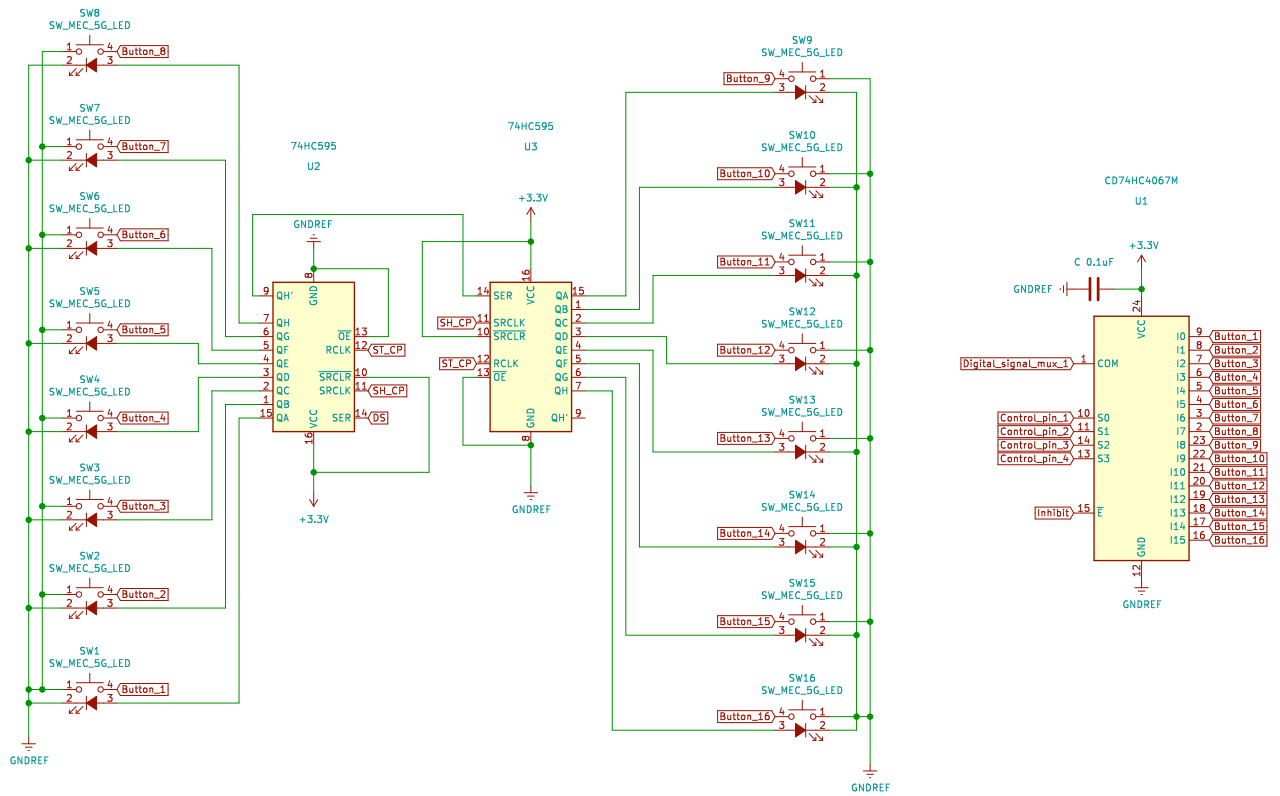 SW8
SW_MEC_5G_LED
1
4
Button_8
2
3
SW7
SW_MEC_5G_LED
1
4
Button_7
2
3
SW6
SW_MEC_5G_LED
1
4
Button_6
2
3
SW5
SW_MEC_5G_LED
1
4
Button_5
2
3
SW4
SW_MEC_5G_LED
1
4
Button_4
2
3
SW3
SW_MEC_5G_LED
1
4
Button_3
2
3
SW2
SW_MEC_5G_LED
1
4
Button_2
2
3
SW1
SW_MEC_5G_LED
1
4
Button_1
2
3
GNDREF
74HC595
U2
GNDREF
8
GND
9 QH'
7 QH
6 QG
5 QF
4 QE
3 QD
2 QC
1 QB
15 QA
OE 13
RCLK 12 ST_CP
SRCLR 10
SRCLK 11 SH_CP
SER 14 DS
VCC
16
+3.3V
74HC595
U3
+3.3V
16
VCC
14 SER
SH_CP 11 SRCLK
10 SRCLR
ST_CP 12 RCLK
13 OE
QA 15
QB 1
QC 2
QD 3
QE 4
QF 5
QG 6
QH 7
QH' 9
GND
8
GNDREF
SW9
SW_MEC_5G_LED
Button_9
4
1
3
2
SW10
SW_MEC_5G_LED
Button_10
4
1
3
2
SW11
SW_MEC_5G_LED
Button_11
4
1
3
2
SW12
SW_MEC_5G_LED
Button_12
4
1
3
2
SW13
SW_MEC_5G_LED
Button_13
4
1
3
2
SW14
SW_MEC_5G_LED
Button_14
4
1
3
2
SW15
SW_MEC_5G_LED
Button_15
4
1
3
2
SW16
SW_MEC_5G_LED
Button_16
4
1
3
2
GNDREF
CD74HC4067M
U1
+3.3V
C 0.1uF
GNDREF
24
VCC
Digital_signal_mux_1 1 COM
Control_pin_1 10 S0
Control_pin_2 11 S1
Control_pin_3 14 S2
Control_pin_4 13 S3
Inhibit 15 E
I0 9 Button_1
I1 8 Button_2
I2 7 Button_3
I3 6 Button_4
I4 5 Button_5
I5 4 Button_6
I6 3 Button_7
I7 2 Button_8
I8 23 Button_9
I9 22 Button_10
I10 21 Button_11
I11 20 Button_12
I12 19 Button_13
I13 18 Button_14
I14 17 Button_15
I15 16 Button_16
GND
12
GNDREF